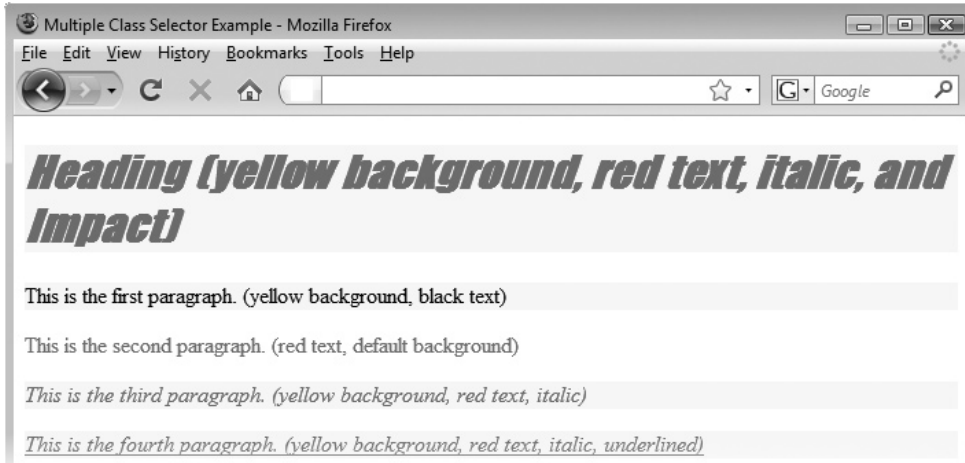 Multiple Class Selector Example - Mozilla Firefox
File Edit View History Bookmarks Tools Help
G Google
Heading (yellow background, red text, italic, and
Impact)
This is the first paragraph. (yellow background, black text)
This is the second paragraph. (red text, default background)
This is the third paragraph. (yellow background, red text, italic)
This is the fourth paragraph. (yellow background, red text, italic, underlined)